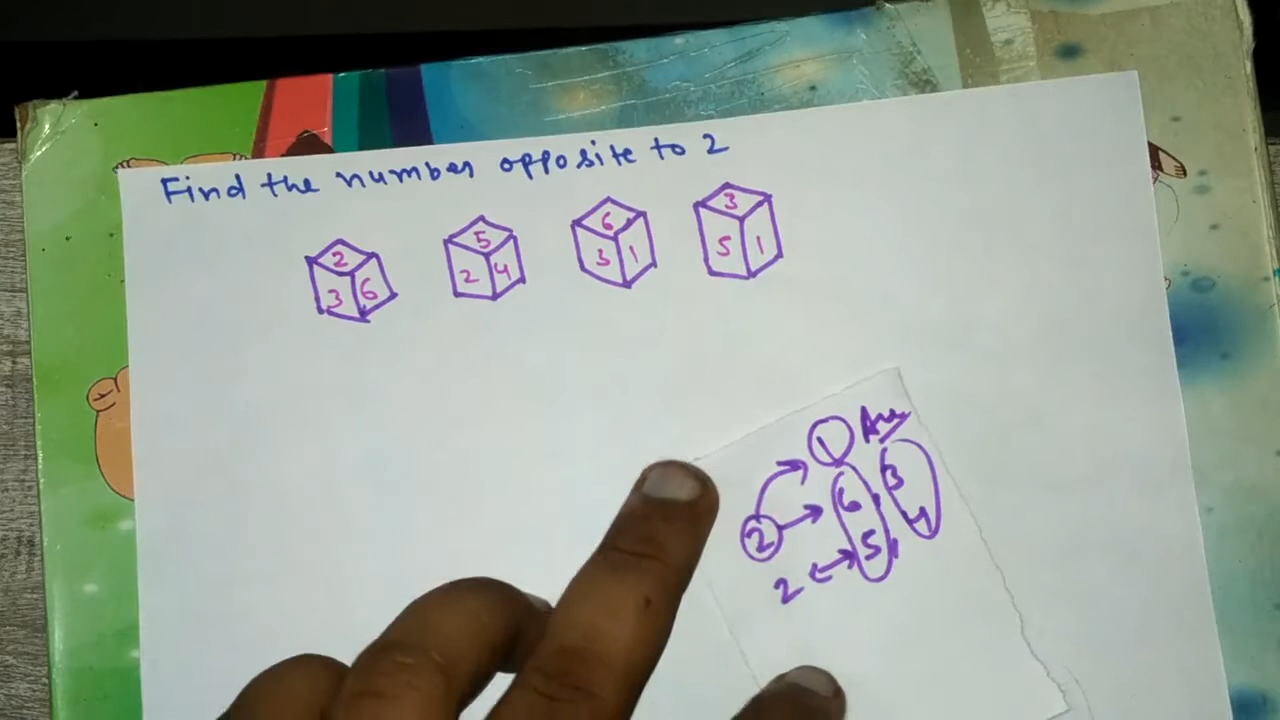 Find the number opposite to 2
2 3 6
5 2 4
6 3 1
3 5 1
1 Ans
6 3
2 5 4
2